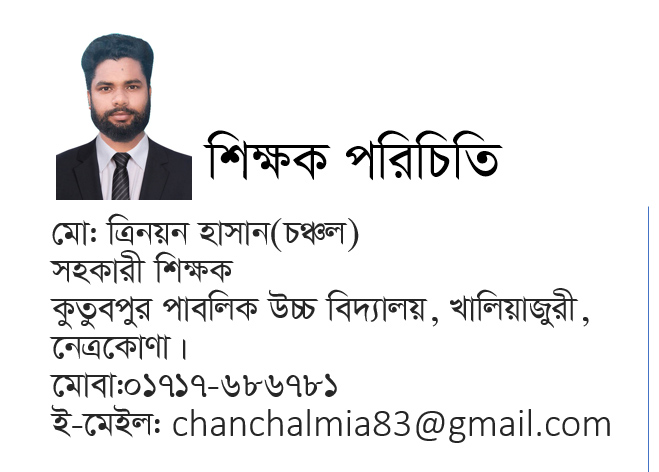 শিক্ষক পরিচিতি
মো: ত্রিনয়ন হাসান(চঞ্চল)
সহকারী শিক্ষক
কুতুবপুর পাবলিক উচ্চ বিদ্যালয়, খালিয়াজুরী,
নেত্রকোণা।
মোবা:০১৭১৭-৬৮৬৭৮১
ই-মেইল: chanchalmia83@gmail.com